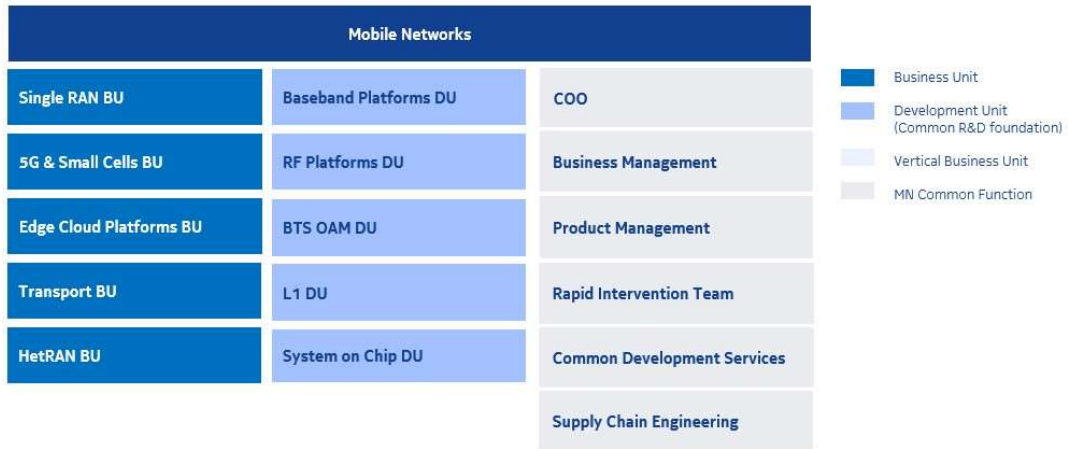 Mobile Networks
Single RAN BU
Baseband Platforms DU
COO
5G & Small Cells BU
RF Platforms DU
Business Management
Edge Cloud Platforms BU
BTS OAM DU
Product Management
Transport BU
L1 DU
Rapid Intervention Team
HetRAN BU
System on Chip DU
Common Development Services
Supply Chain Engineering
Business Unit
Development Unit
(Common R&D foundation)
Vertical Business Unit
MN Common Function